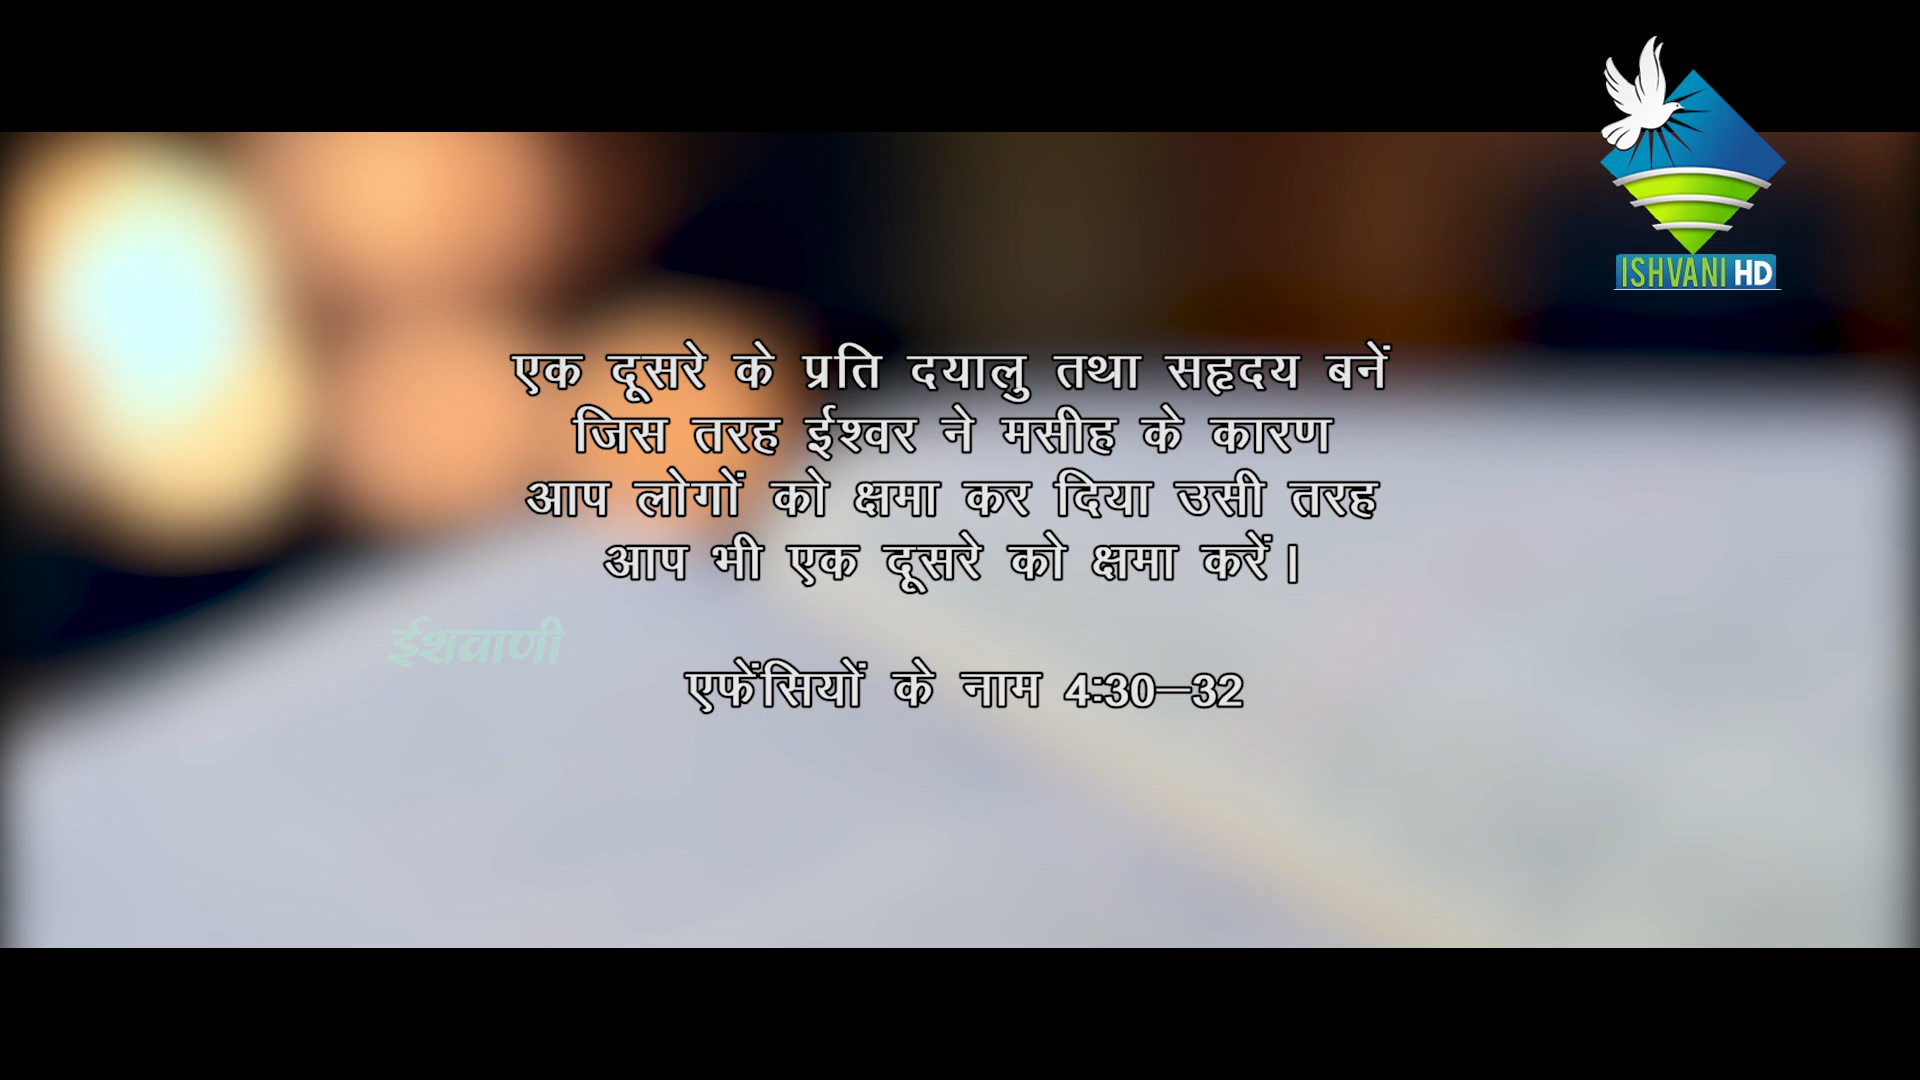 ISHVANI HD
एक दूसरे के प्रति दयालु तथा सहृदय बनें
जिस तरह ईश्वर ने मसीह के कारण
आप लोगों को क्षमा कर दिया उसी तरह
आप भी एक दूसरे को क्षमा करें।
ईशवाणी
एफेंसियों के नाम 4:30–32